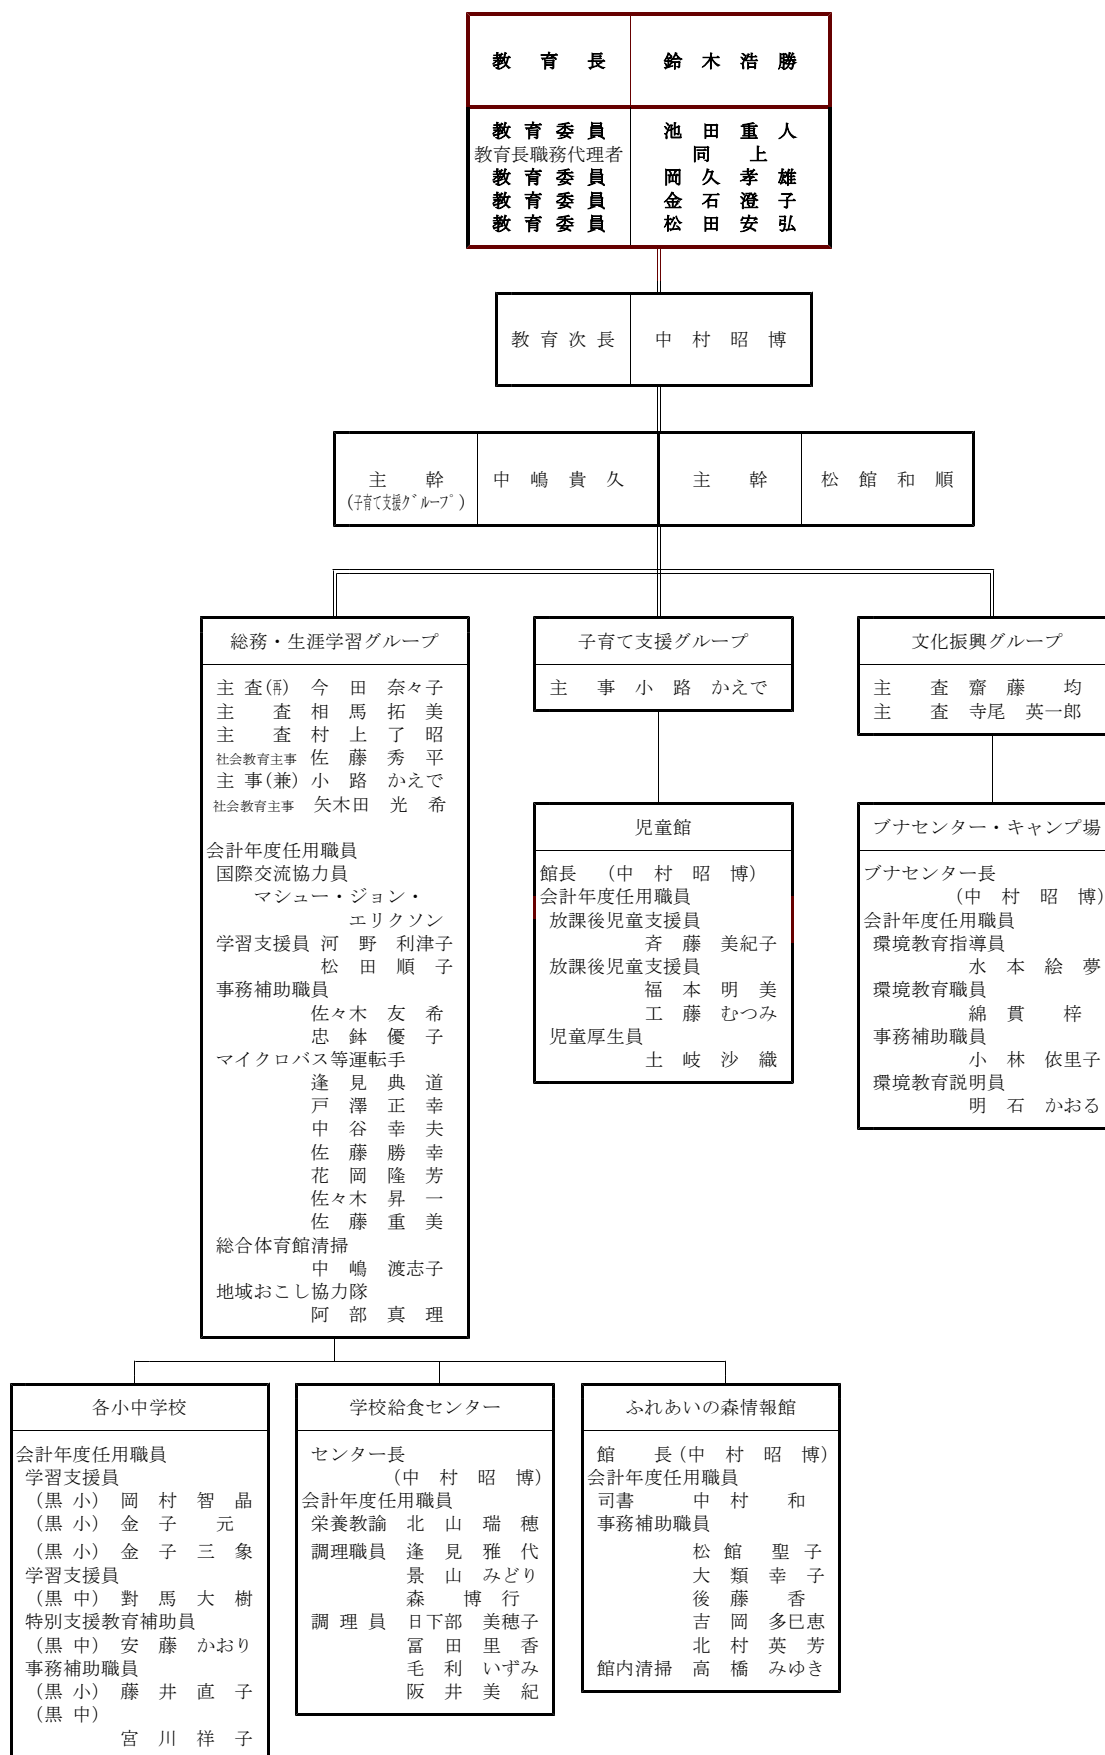 教育長 鈴木浩勝
教育委員 池田重人
教育長職務代理者 同上
教育委員 岡久孝雄
教育委員 金石澄子
教育委員 松田安弘
教育次長 中村昭博
主幹 中嶋貴久 主幹 松館和順
(子育て支援グループ)
総務・生涯学習グループ
主査(再) 今田奈々子
主査 相馬拓美
主査 村上了昭
社会教育主事 佐藤秀平
主事(兼) 小路かえで
社会教育主事 矢木田光希
会計年度任用職員
国際交流協力員
マシュー・ジョン・
エリクソン
学習支援員 河野利津子
松田順子
事務補助職員
佐々木友希
忠鉢優子
マイクロバス等運転手
逢見典道
戸澤正幸
中谷幸夫
佐藤勝幸
花岡隆芳
佐々木昇一
佐藤重美
総合体育館清掃
中嶋渡志子
地域おこし協力隊
阿部真理
子育て支援グループ
主事 小路かえで
児童館
館長 (中村昭博)
会計年度任用職員
放課後児童支援員
斉藤美紀子
放課後児童支援員
福本明美
工藤むつみ
児童厚生員
土岐沙織
文化振興グループ
主査 齋藤均
主査 寺尾英一郎
ブナセンター・キャンプ場
ブナセンター長
(中村昭博)
会計年度任用職員
環境教育指導員
水本絵夢
環境教育職員
綿貫梓
事務補助職員
小林依里子
環境教育説明員
明石かおる
各小中学校
会計年度任用職員
学習支援員
(黒小) 岡村智晶
(黒小) 金子元
(黒小) 金子三象
学習支援員
(黒中) 對馬大樹
特別支援教育補助員
(黒中) 安藤かおり
事務補助職員
(黒小) 藤井直子
(黒中)
宮川祥子
学校給食センター
センター長
(中村昭博)
会計年度任用職員
栄養教諭 北山瑞穂
調理職員 逢見雅代
景山みどり
森博行
調理員 日下部美穂子
冨田里香
毛利いずみ
阪井美紀
ふれあいの森情報館
館長(中村昭博)
会計年度任用職員
司書 中村和
事務補助職員
松館聖子
大類幸子
後藤香
吉岡多巳恵
北村英芳
館内清掃 高橋みゆき